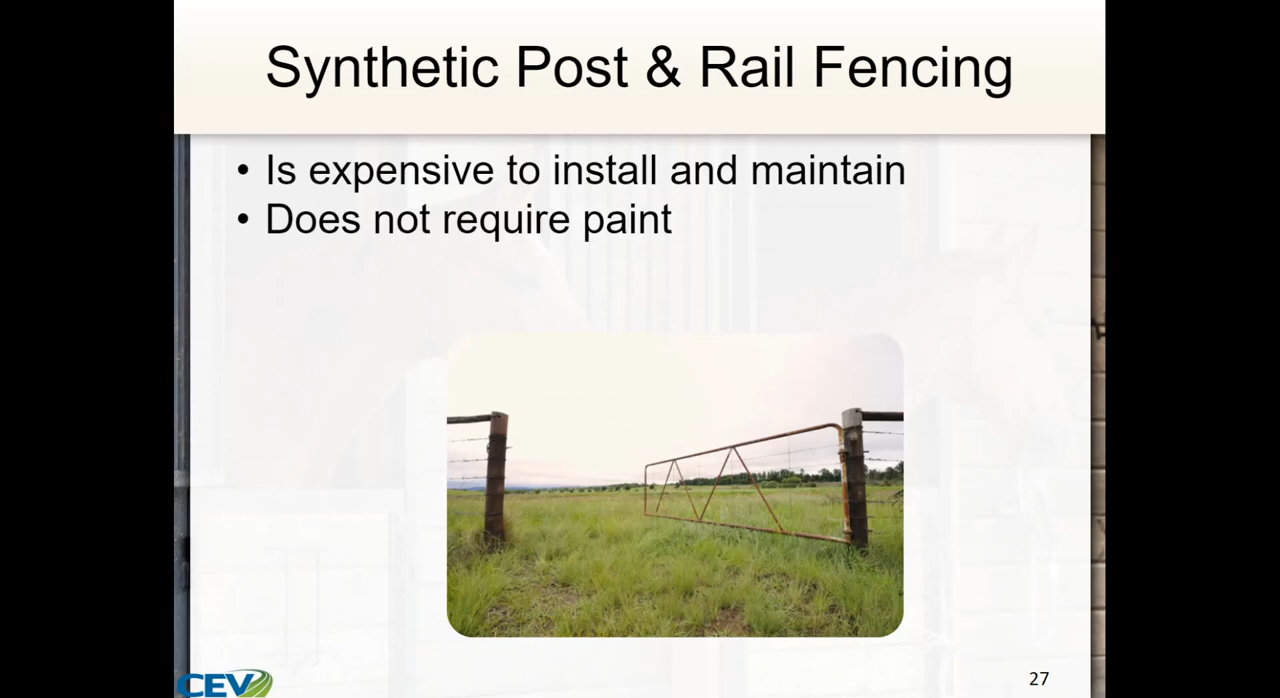 Synthetic Post & Rail Fencing
• Is expensive to install and maintain
• Does not require paint
CEV
27